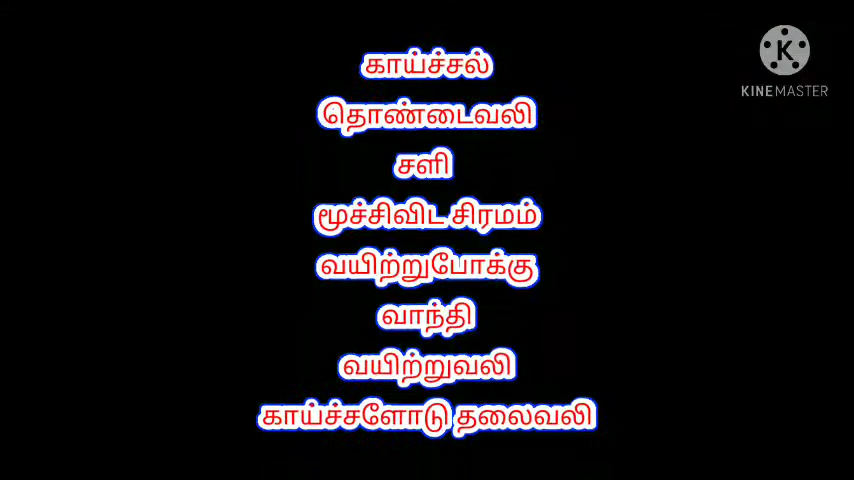 காய்ச்சல்
தொண்டைவலி
சளி
மூச்சிவிட சிரமம்
வயிற்றுபோக்கு
வாந்தி
வயிற்றுவலி
காய்ச்சளோடு தலைவலி
K
KINEMASTER